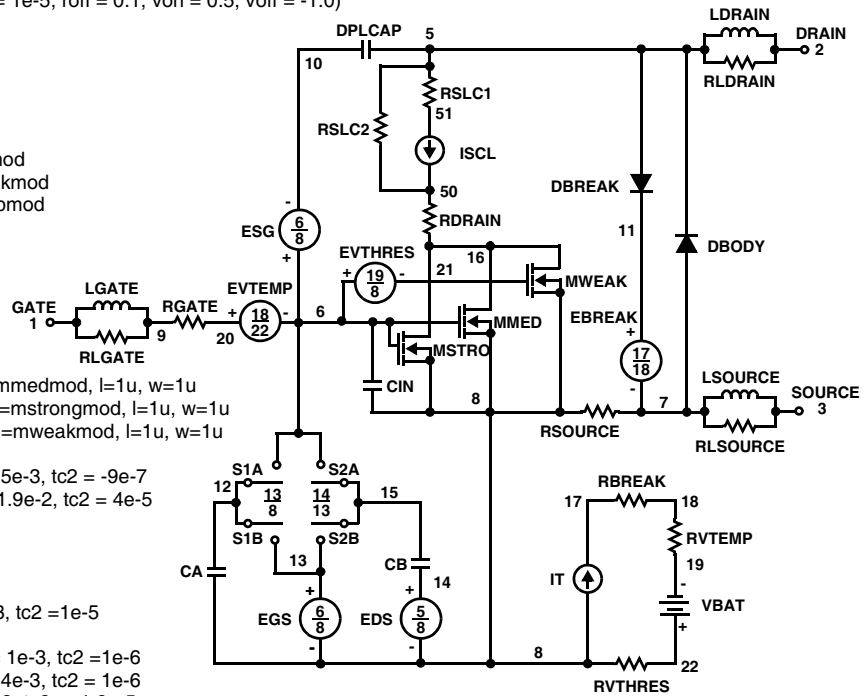 = 1e-5, roff = 0.1, von = 0.5, voff = -1.0)
LDRAIN
DPLCAP
5
DRAIN
2
10
RLDRAIN
RSLC1
51
RSLC2
ISCL
50
DBREAK
RDRAIN
ESG
6
8
-
+
11
DBODY
EVTHRES
+
19
8
-
21
16
MWEAK
LGATE
EVTEMP
GATE
1
RGATE
+
18
22
-
6
MMED
EBREAK
+
9
20
MSTRO
17
18
-
RLGATE
LSOURCE
CIN
8
7
SOURCE
3
RSOURCE
RLSOURCE
mmedmod, l=1u, w=1u
=mstrongmod, l=1u, w=1u
=mweakmod, l=1u, w=1u
5e-3, tc2 = -9e-7
1.9e-2, tc2 = 4e-5
S1A
S2A
12
13
8
14
13
15
S1B
S2B
13
CA
CB
14
+
+
EGS
6
8
EDS
5
8
-
-
RBREAK
17
18
RVTEMP
19
IT
-
VBAT
+
8
22
RVTHRES
3, tc2 =1e-5
1e-3, tc2 =1e-6
4e-3, tc2 = 1e-6